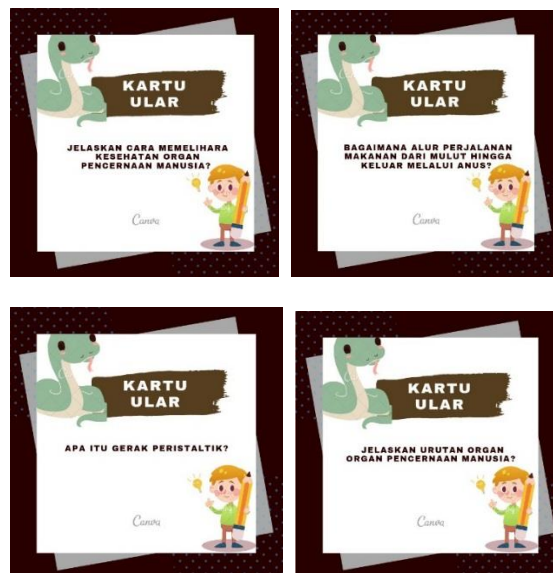 KARTU
ULAR
JELASKAN CARA MEMELIHARA
KESEHATAN ORGAN
PENCERNAAN MANUSIA?
Canva
KARTU
ULAR
BAGAIMANA ALUR PERJALANAN
MAKANAN DARI MULUT HINGGA
KELUAR MELALUI ANUS?
Canva
KARTU
ULAR
APA ITU GERAK PERISTALTIK?
Canva
KARTU
ULAR
JELASKAN URUTAN ORGAN
ORGAN PENCERNAAN MANUSIA?
Canva